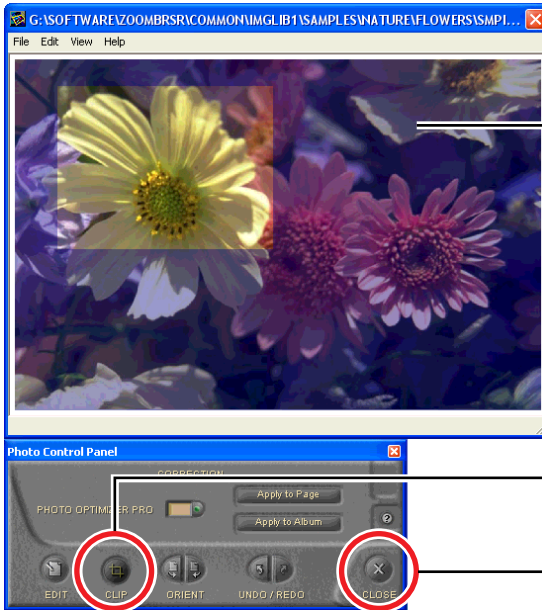 G:\SOFTWARE\ZOOMBRSR\COMMON\IMGLIB1\SAMPLES\NATURE\FLOWERS\SMPI...
File Edit View Help
Photo Control Panel
CORRECTION
PHOTO OPTIMIZER PRO
Apply to Page
Apply to Album
?
EDIT CLIP ORIENT UNDO / REDO CLOSE